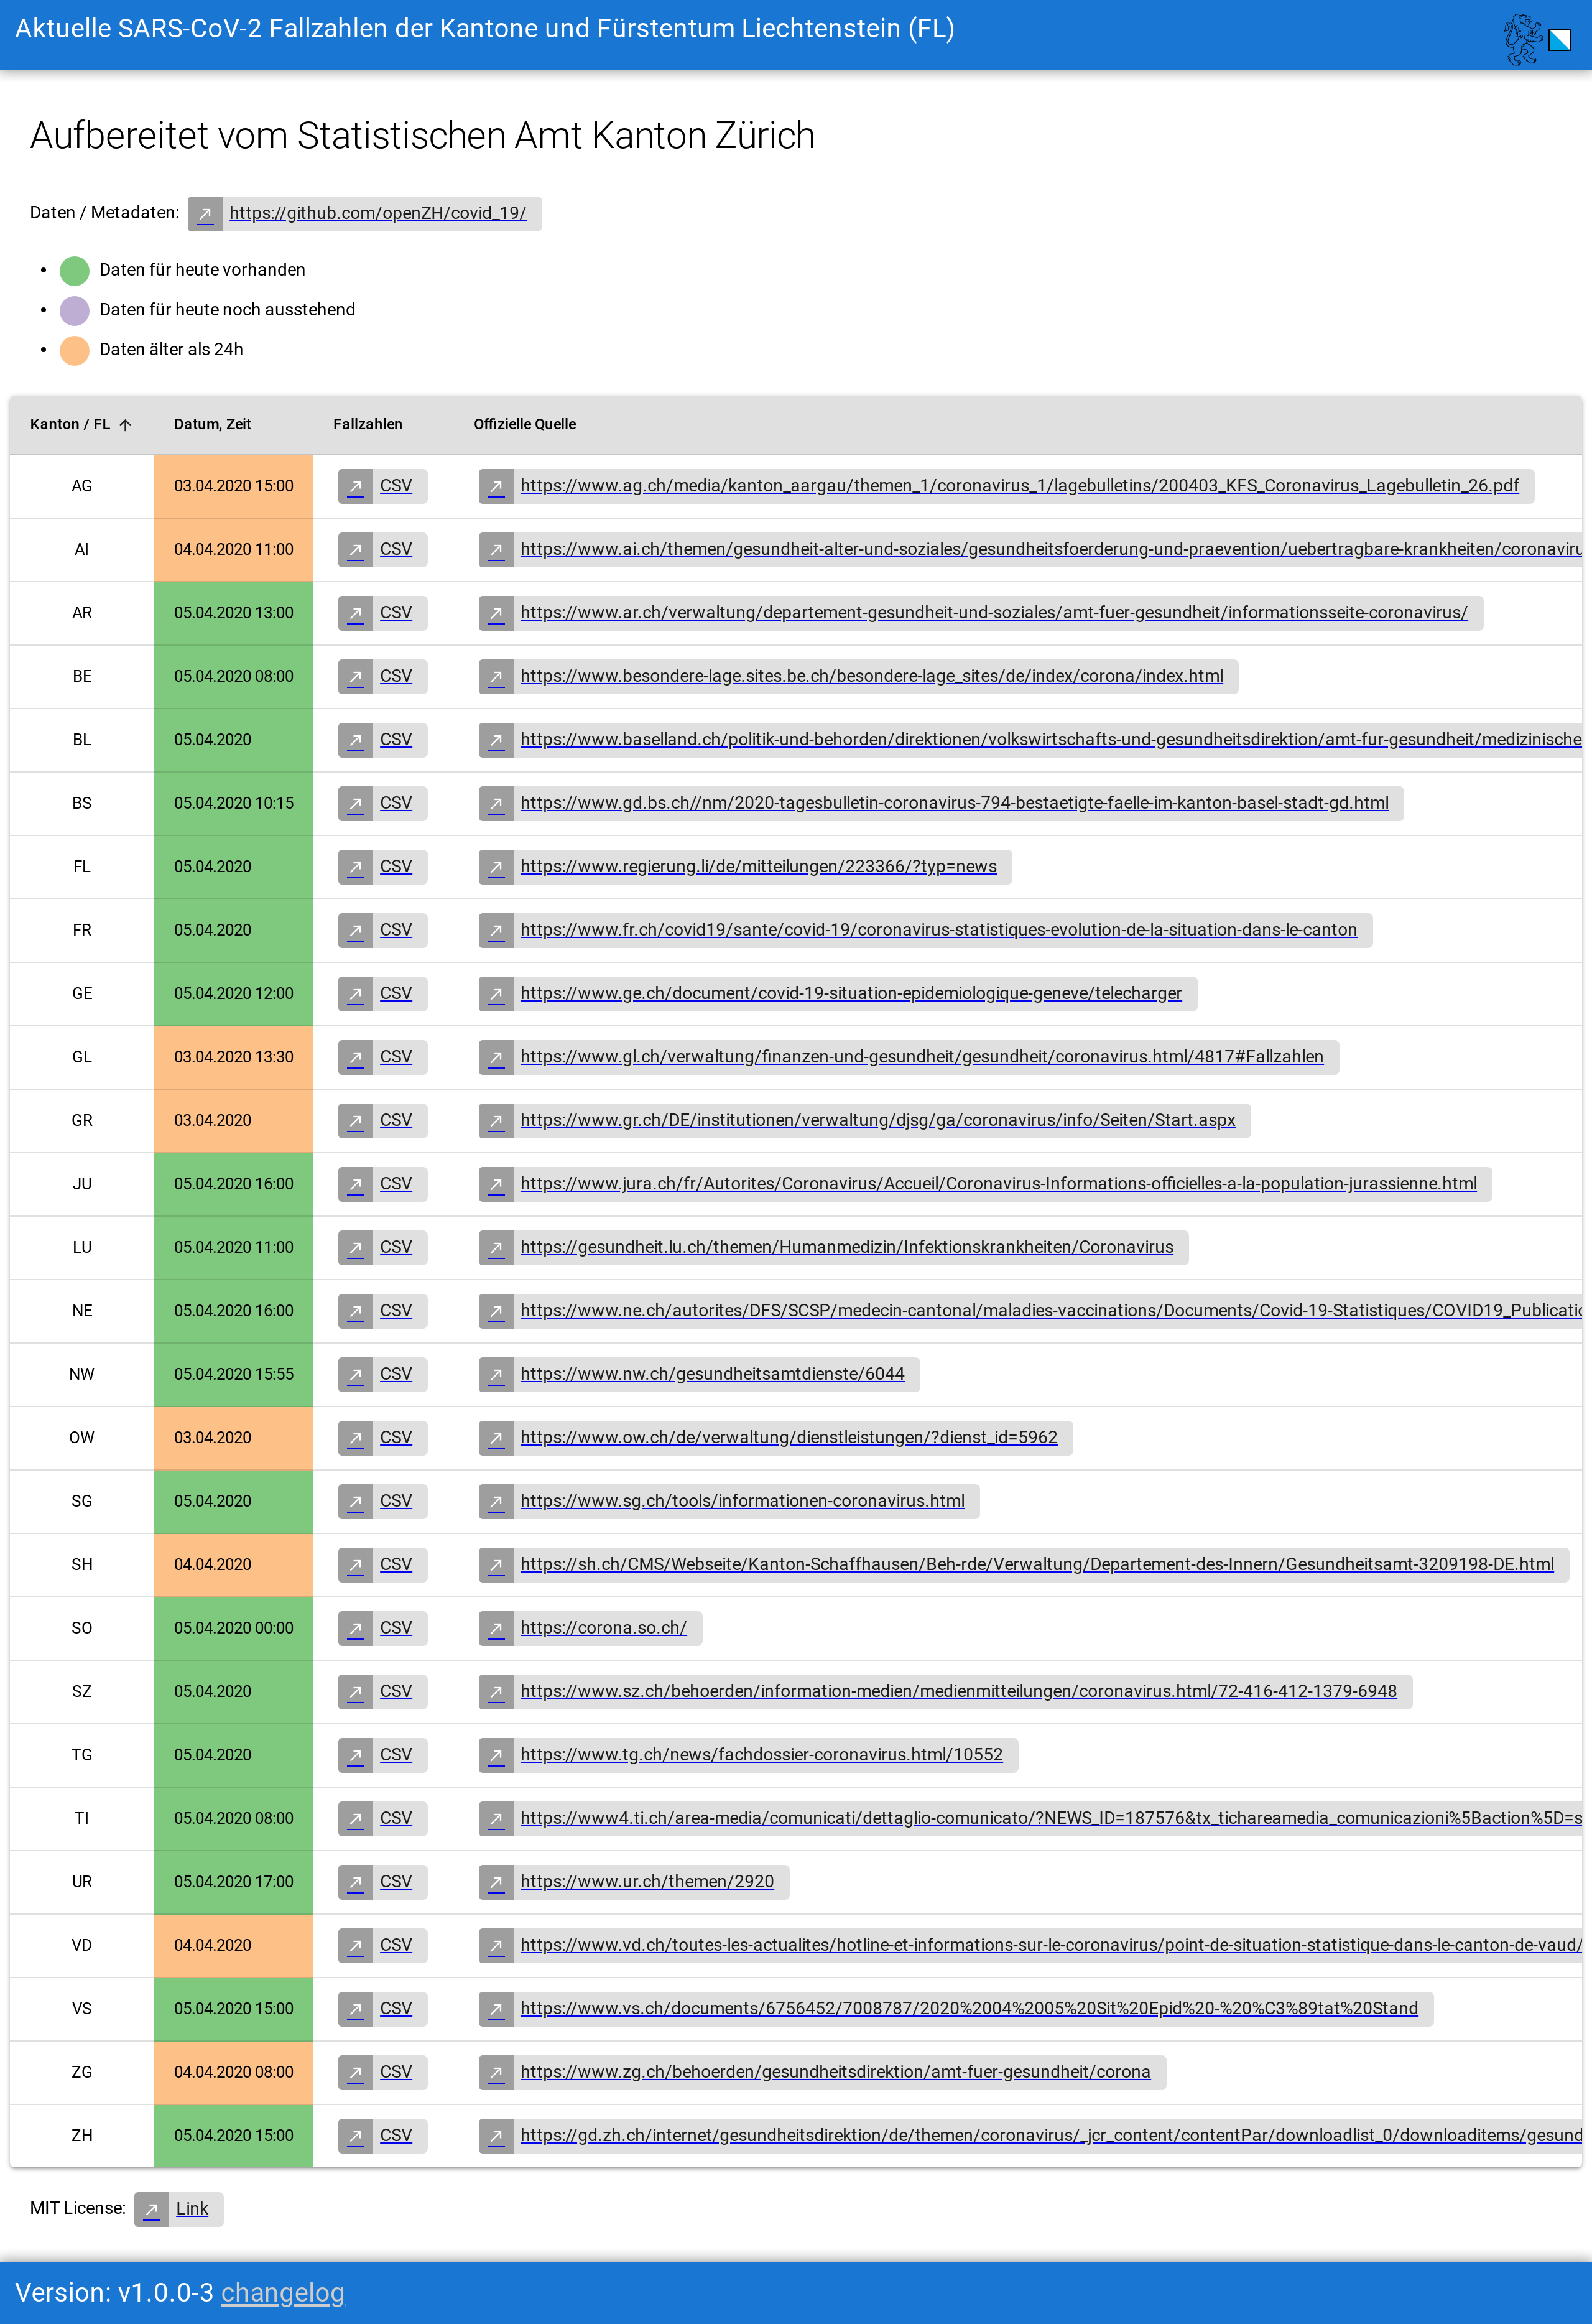 Aktuelle SARS-CoV-2 Fallzahlen der Kantone und Fürstentum Liechtenstein (FL)
Aufbereitet vom Statistischen Amt Kanton Zürich
Daten / Metadaten: https://github.com/openZH/covid_19/
Daten für heute vorhanden
Daten für heute noch ausstehend
Daten älter als 24h
Kanton / FL Datum, Zeit Fallzahlen Offizielle Quelle
AG 03.04.2020 15:00 CSV https://www.ag.ch/media/kanton_aargau/themen_1/coronavirus_1/lagebulletins/200403_KFS_Coronavirus_Lagebulletin_26.pdf
AI 04.04.2020 11:00 CSV https://www.ai.ch/themen/gesundheit-alter-und-soziales/gesundheitsfoerderung-und-praevention/uebertragbare-krankheiten/coronaviru
AR 05.04.2020 13:00 CSV https://www.ar.ch/verwaltung/departement-gesundheit-und-soziales/amt-fuer-gesundheit/informationsseite-coronavirus/
BE 05.04.2020 08:00 CSV https://www.besondere-lage.sites.be.ch/besondere-lage_sites/de/index/corona/index.html
BL 05.04.2020 CSV https://www.baselland.ch/politik-und-behorden/direktionen/volkswirtschafts-und-gesundheitsdirektion/amt-fur-gesundheit/medizinische
BS 05.04.2020 10:15 CSV https://www.gd.bs.ch//nm/2020-tagesbulletin-coronavirus-794-bestaetigte-faelle-im-kanton-basel-stadt-gd.html
FL 05.04.2020 CSV https://www.regierung.li/de/mitteilungen/223366/?typ=news
FR 05.04.2020 CSV https://www.fr.ch/covid19/sante/covid-19/coronavirus-statistiques-evolution-de-la-situation-dans-le-canton
GE 05.04.2020 12:00 CSV https://www.ge.ch/document/covid-19-situation-epidemiologique-geneve/telecharger
GL 03.04.2020 13:30 CSV https://www.gl.ch/verwaltung/finanzen-und-gesundheit/gesundheit/coronavirus.html/4817#Fallzahlen
GR 03.04.2020 CSV https://www.gr.ch/DE/institutionen/verwaltung/djsg/ga/coronavirus/info/Seiten/Start.aspx
JU 05.04.2020 16:00 CSV https://www.jura.ch/fr/Autorites/Coronavirus/Accueil/Coronavirus-Informations-officielles-a-la-population-jurassienne.html
LU 05.04.2020 11:00 CSV https://gesundheit.lu.ch/themen/Humanmedizin/Infektionskrankheiten/Coronavirus
NE 05.04.2020 16:00 CSV https://www.ne.ch/autorites/DFS/SCSP/medecin-cantonal/maladies-vaccinations/Documents/Covid-19-Statistiques/COVID19_Publicatio
NW 05.04.2020 15:55 CSV https://www.nw.ch/gesundheitsamtdienste/6044
OW 03.04.2020 CSV https://www.ow.ch/de/verwaltung/dienstleistungen/?dienst_id=5962
SG 05.04.2020 CSV https://www.sg.ch/tools/informationen-coronavirus.html
SH 04.04.2020 CSV https://sh.ch/CMS/Webseite/Kanton-Schaffhausen/Beh-rde/Verwaltung/Departement-des-Innern/Gesundheitsamt-3209198-DE.html
SO 05.04.2020 00:00 CSV https://corona.so.ch/
SZ 05.04.2020 CSV https://www.sz.ch/behoerden/information-medien/medienmitteilungen/coronavirus.html/72-416-412-1379-6948
TG 05.04.2020 CSV https://www.tg.ch/news/fachdossier-coronavirus.html/10552
TI 05.04.2020 08:00 CSV https://www4.ti.ch/area-media/comunicati/dettaglio-comunicato/?NEWS_ID=187576&tx_tichareamedia_comunicazioni%5Baction%5D=s
UR 05.04.2020 17:00 CSV https://www.ur.ch/themen/2920
VD 04.04.2020 CSV https://www.vd.ch/toutes-les-actualites/hotline-et-informations-sur-le-coronavirus/point-de-situation-statistique-dans-le-canton-de-vaud/
VS 05.04.2020 15:00 CSV https://www.vs.ch/documents/6756452/7008787/2020%2004%2005%20Sit%20Epid%20-%20%C3%89tat%20Stand
ZG 04.04.2020 08:00 CSV https://www.zg.ch/behoerden/gesundheitsdirektion/amt-fuer-gesundheit/corona
ZH 05.04.2020 15:00 CSV https://gd.zh.ch/internet/gesundheitsdirektion/de/themen/coronavirus/_jcr_content/contentPar/downloadlist_0/downloaditems/gesund
MIT License: Link
Version: v1.0.0-3 changelog